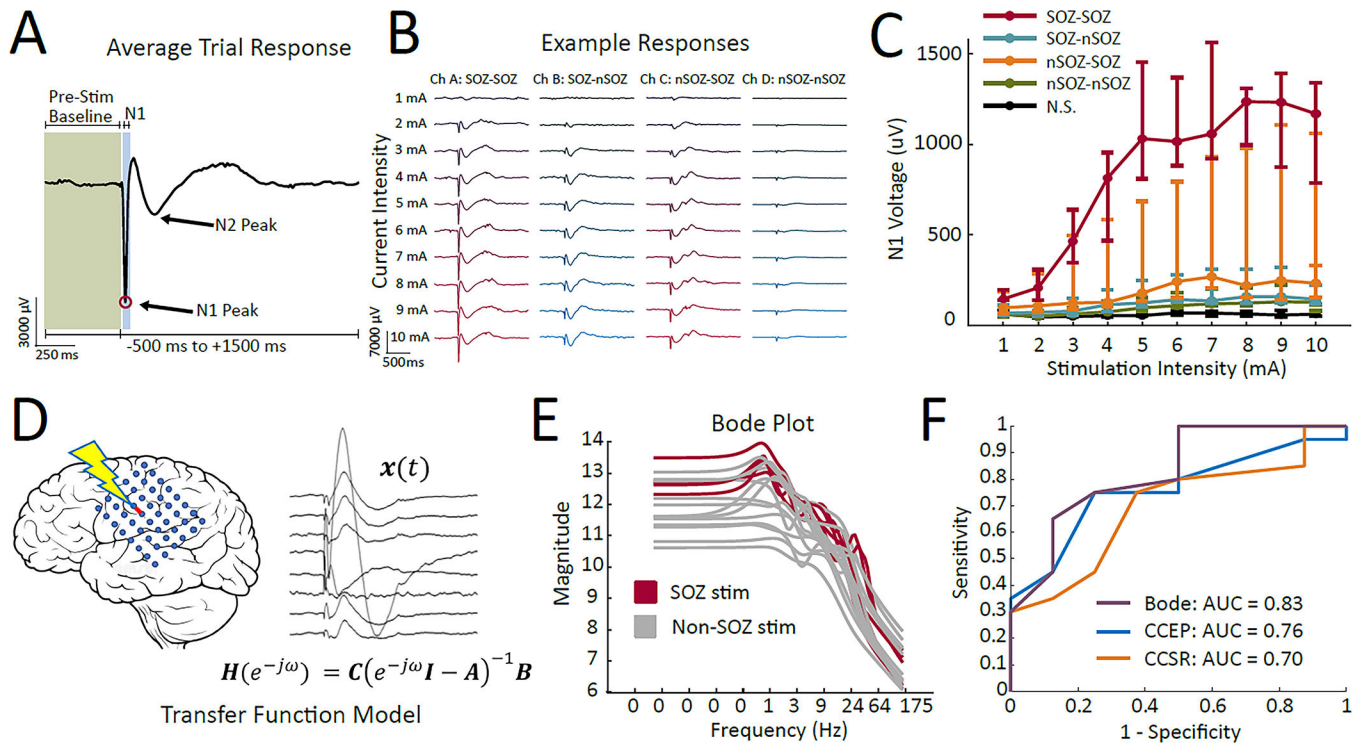 A
Average Trial Response
Pre-Stim
Baseline
N1
N2 Peak
N1 Peak
3000 µV
250 ms
-500 ms to +1500 ms
B
Example Responses
Ch A: SOZ-SOZ Ch B: SOZ-nSOZ Ch C: nSOZ-SOZ Ch D: nSOZ-nSOZ
Current Intensity
1 mA
2 mA
3 mA
4 mA
5 mA
6 mA
7 mA
8 mA
9 mA
10 mA
7000 µV
500ms
C
SOZ-SOZ
SOZ-nSOZ
nSOZ-SOZ
nSOZ-nSOZ
N.S.
N1 Voltage (uV)
1500
1000
500
0
1 2 3 4 5 6 7 8 9 10
Stimulation Intensity (mA)
D
x(t)
H(e^{-jω}) = C(e^{-jω}I − A)^{-1}B
Transfer Function Model
E
Bode Plot
Magnitude
14
13
12
11
10
9
8
7
6
SOZ stim
Non-SOZ stim
0 0 0 0 1 3 9 24 64 175
Frequency (Hz)
F
Sensitivity
1
0.9
0.8
0.7
0.6
0.5
0.4
0.3
0.2
0.1
0
Bode: AUC = 0.83
CCEP: AUC = 0.76
CCSR: AUC = 0.70
0 0.2 0.4 0.6 0.8 1
1 - Specificity